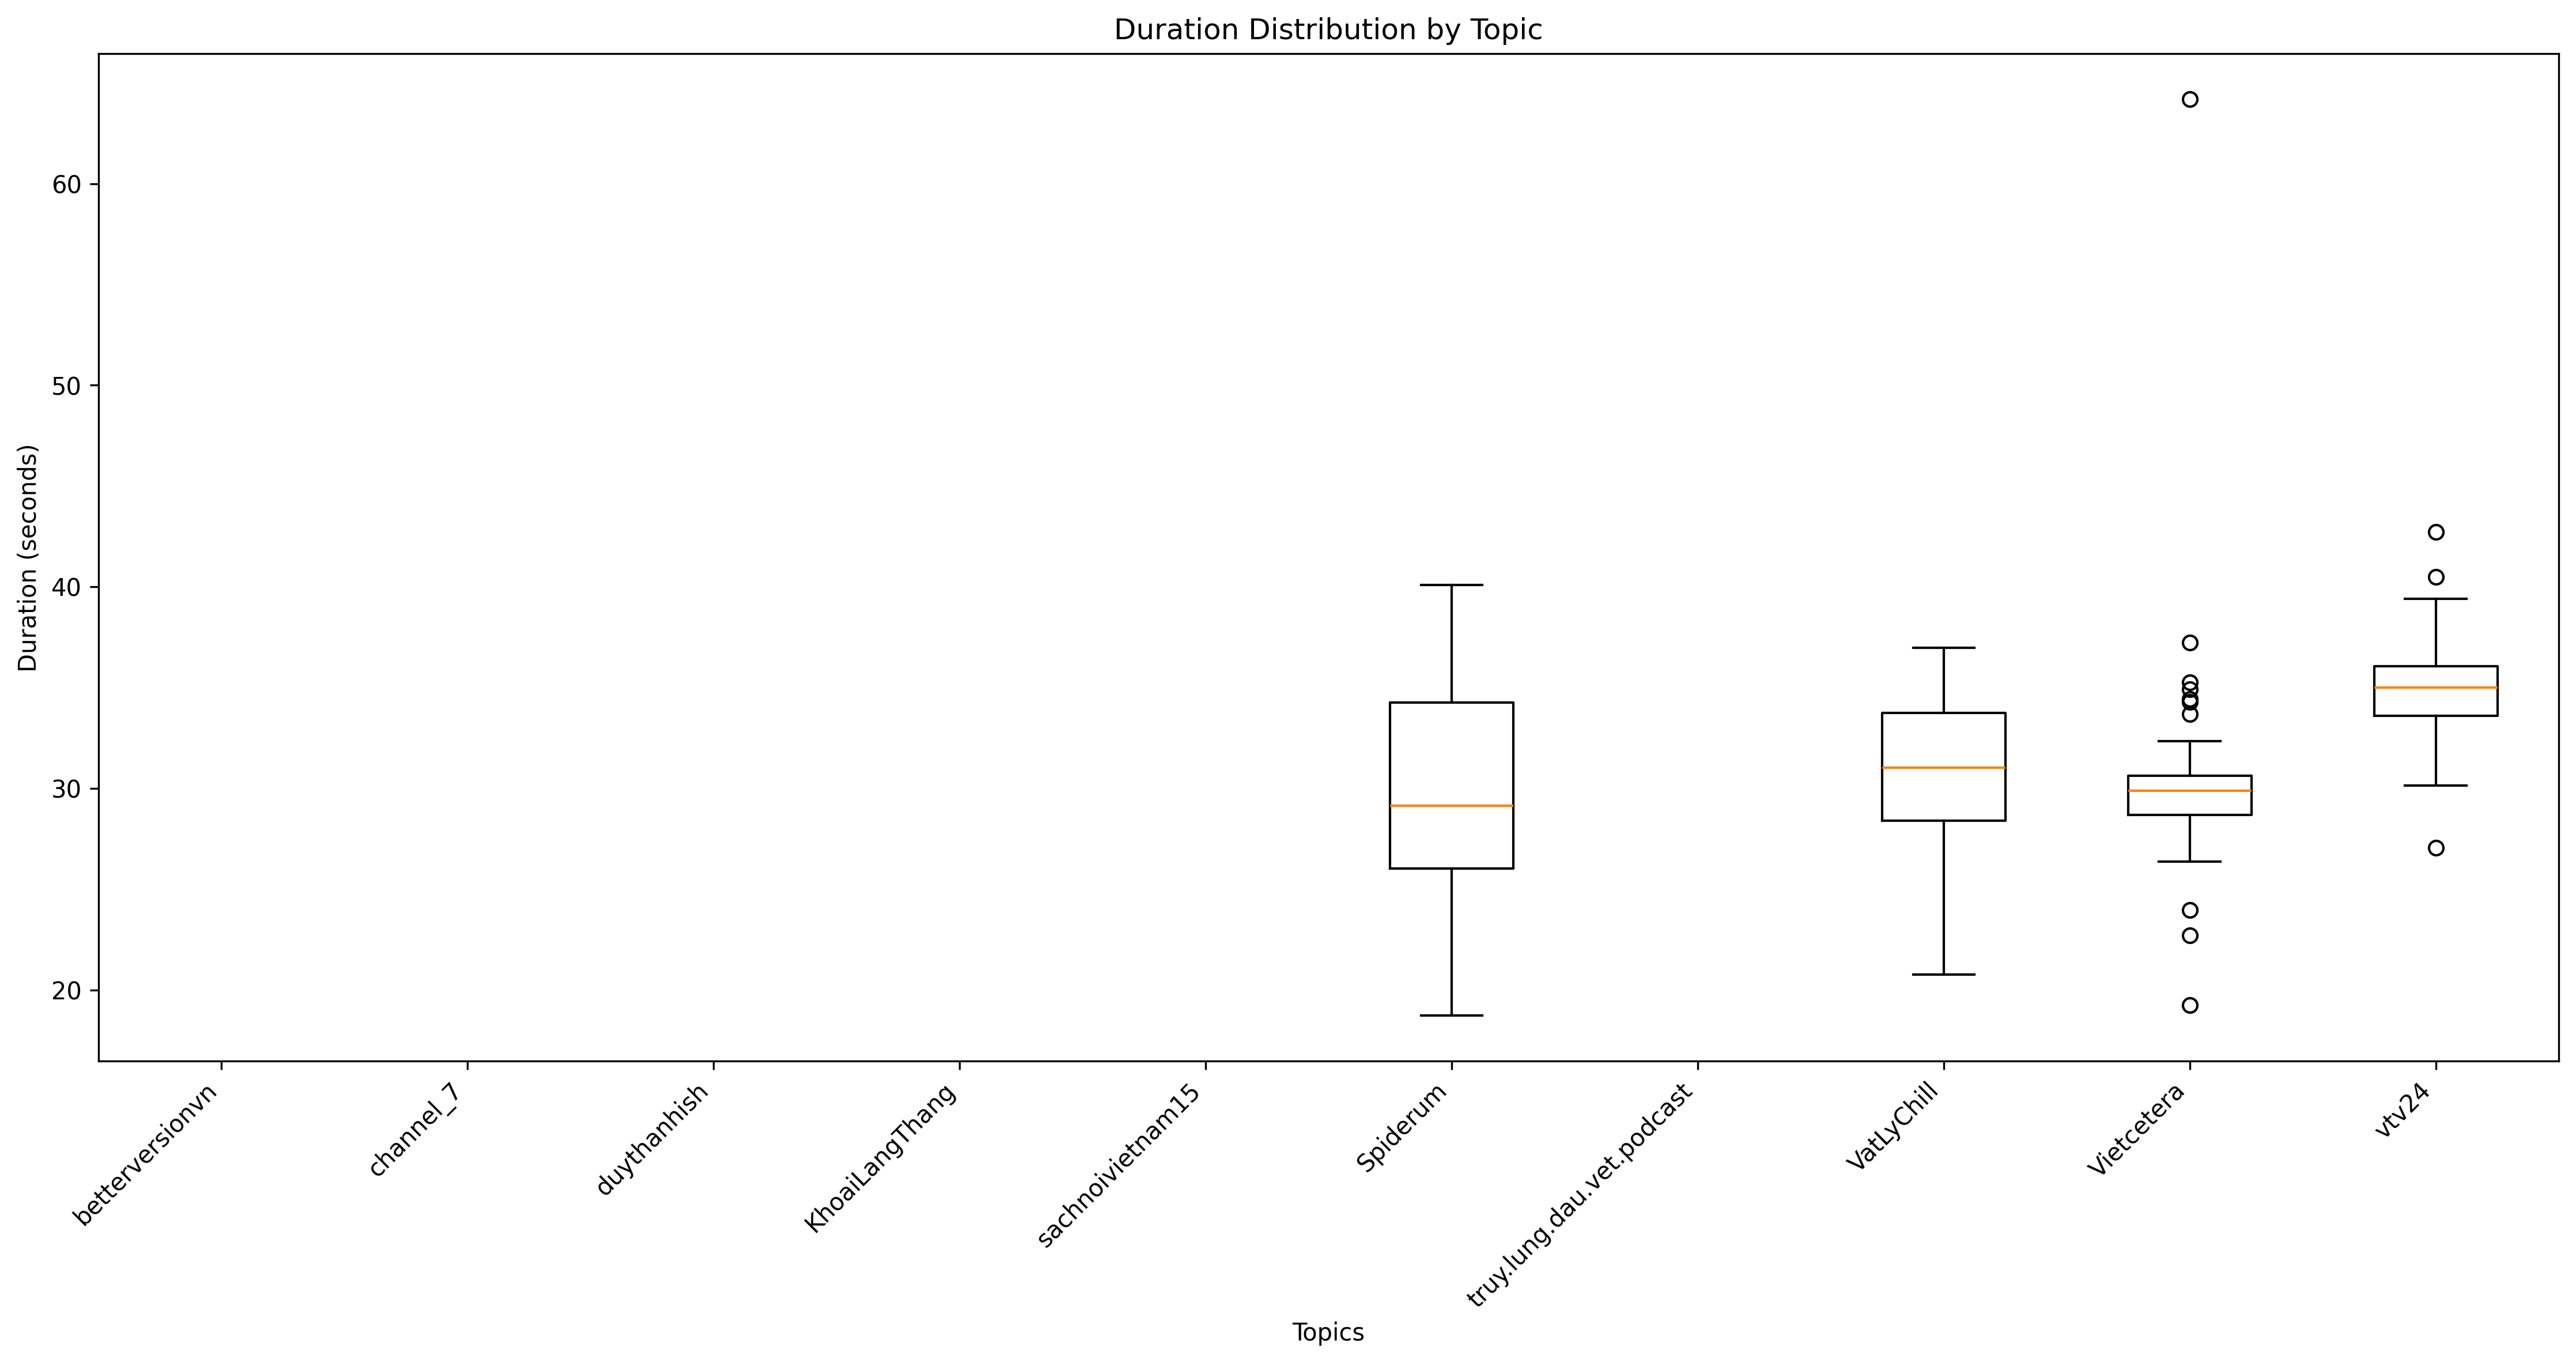 Duration Distribution by Topic
Duration (seconds)
60
50
40
30
20
betterversionvn
channel_7
duythanhish
KhoaiLangThang
sachnoivietnam15
Spiderum
truy.lung.dau.vet.podcast
VatLyChill
Vietcetera
vtv24
Topics